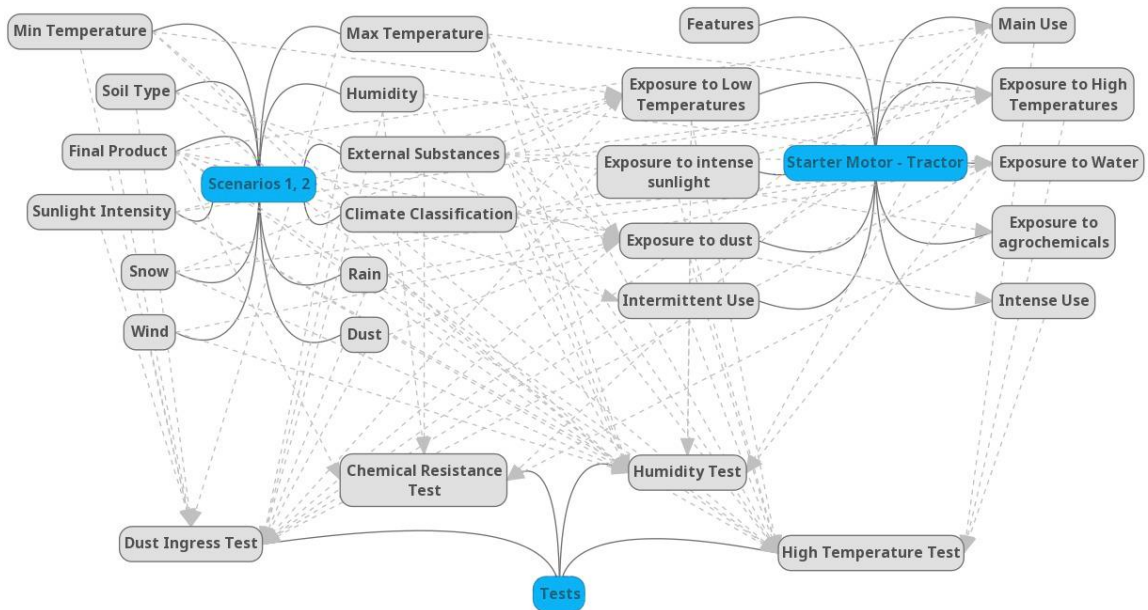 Min Temperature
Max Temperature
Soil Type
Humidity
Final Product
External Substances
Scenarios 1, 2
Sunlight Intensity
Climate Classification
Snow
Rain
Wind
Dust
Features
Main Use
Exposure to Low
Temperatures
Exposure to High
Temperatures
Exposure to intense
sunlight
Starter Motor - Tractor
Exposure to Water
Exposure to dust
Exposure to
agrochemicals
Intermittent Use
Intense Use
Chemical Resistance
Test
Humidity Test
Dust Ingress Test
High Temperature Test
Tests